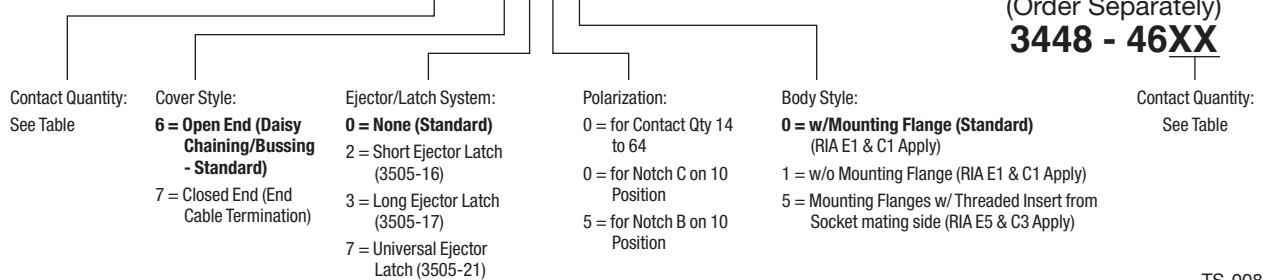 (Order Separately)
3448 - 46XX
Contact Quantity:
See Table
Cover Style:
6 = Open End (Daisy
Chaining/Bussing
- Standard)
7 = Closed End (End
Cable Termination)
Ejector/Latch System:
0 = None (Standard)
2 = Short Ejector Latch
(3505-16)
3 = Long Ejector Latch
(3505-17)
7 = Universal Ejector
Latch (3505-21)
Polarization:
0 = for Contact Qty 14
to 64
0 = for Notch C on 10
Position
5 = for Notch B on 10
Position
Body Style:
0 = w/Mounting Flange (Standard)
(RIA E1 & C1 Apply)
1 = w/o Mounting Flange (RIA E1 & C1 Apply)
5 = Mounting Flanges w/ Threaded Insert from
Socket mating side (RIA E5 & C3 Apply)
Contact Quantity:
See Table